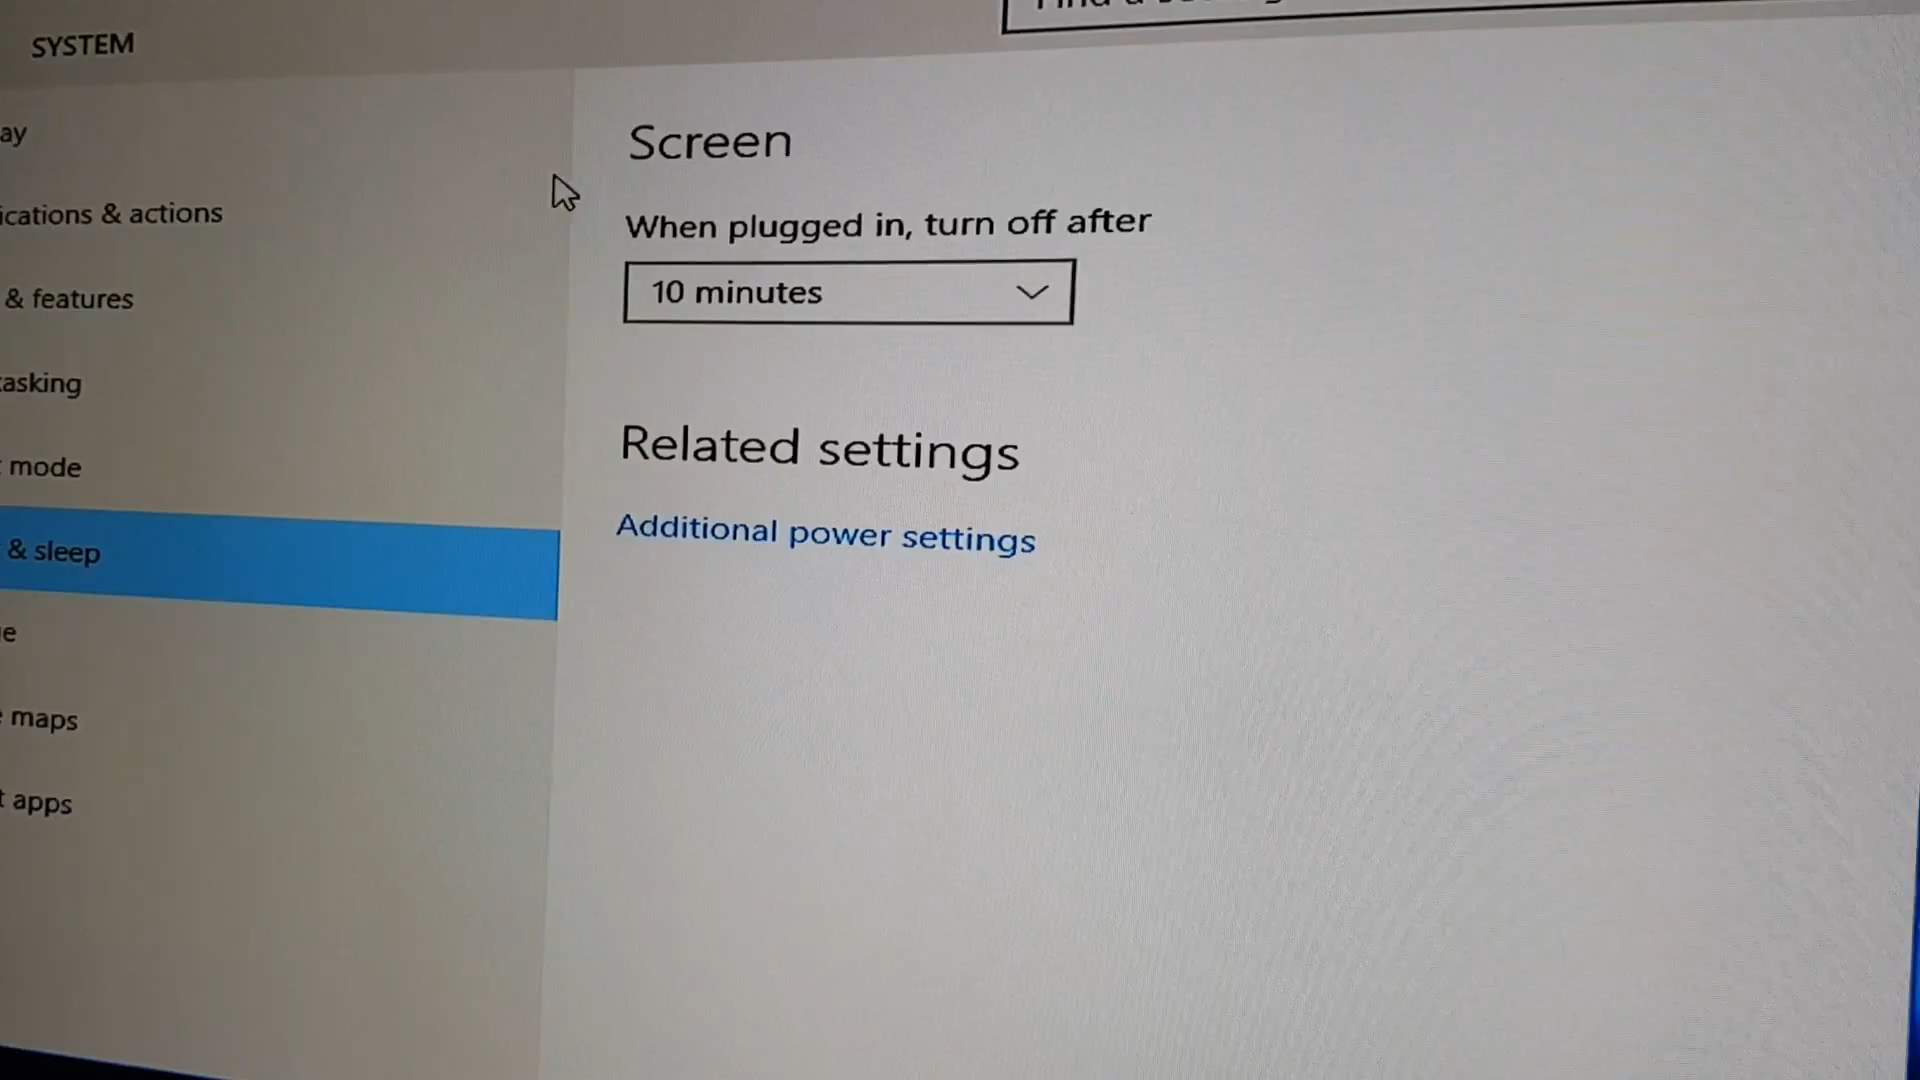 SYSTEM
Screen
When plugged in, turn off after
10 minutes
Related settings
Additional power settings
ay
ications & actions
& features
tasking
mode
& sleep
e
maps
t apps